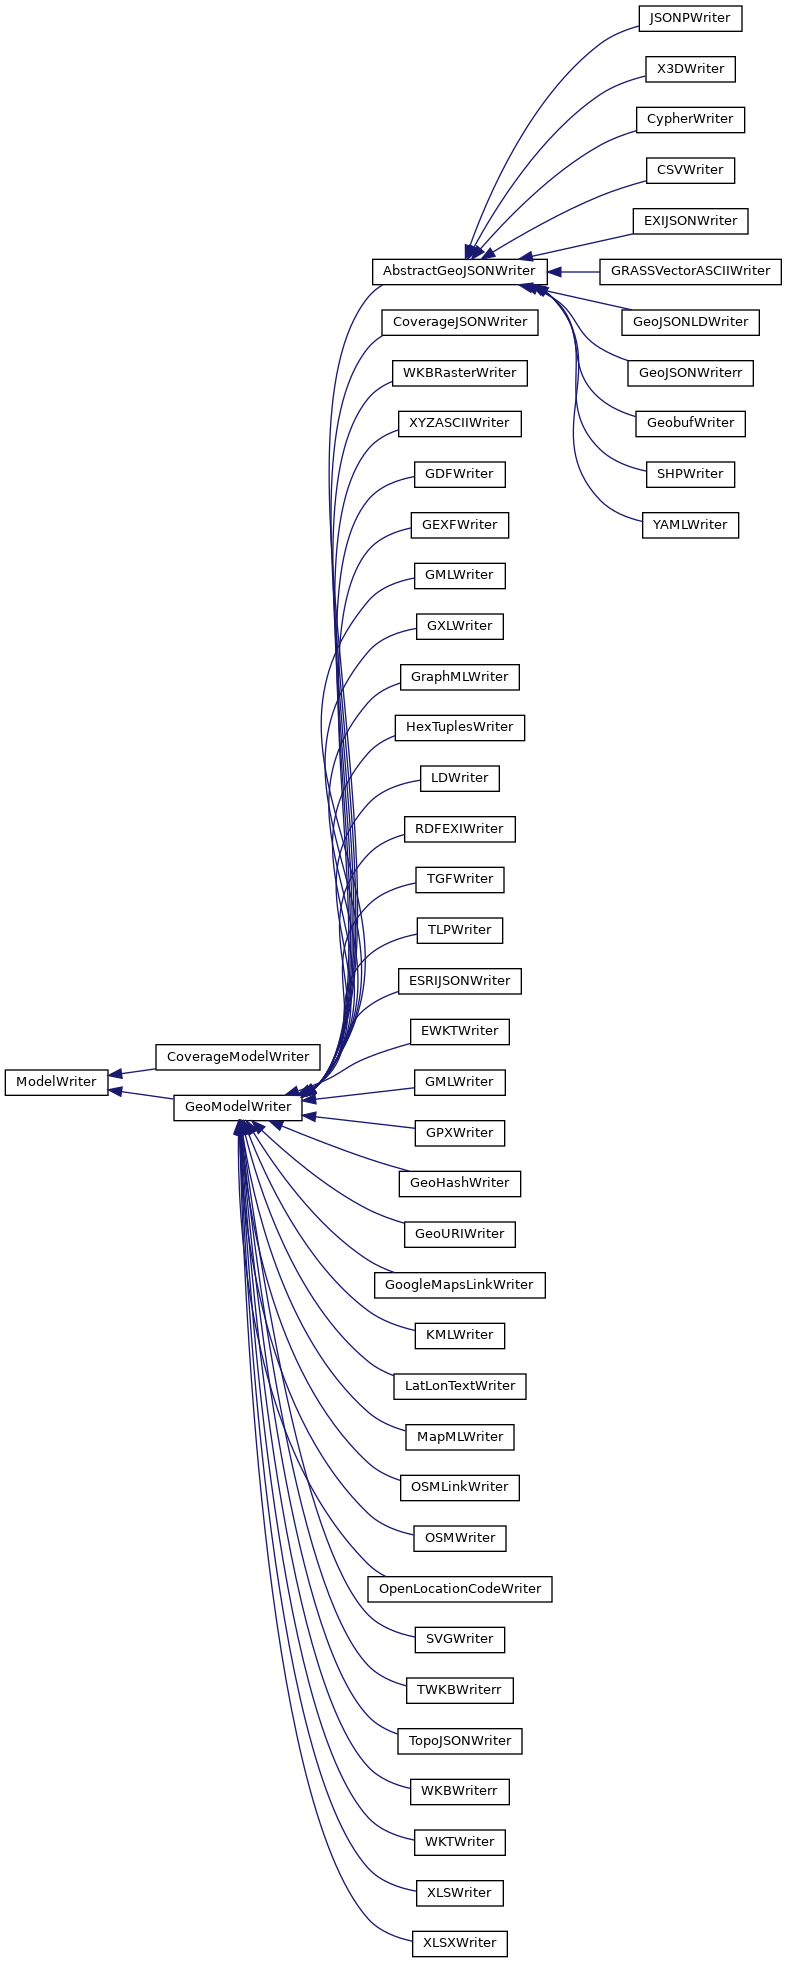 JSONPWriter
X3DWriter
CypherWriter
CSVWriter
EXIJSONWriter
AbstractGeoJSONWriter
GRASSVectorASCIIWriter
CoverageJSONWriter
GeoJSONLDWriter
WKBRasterWriter
GeoJSONWriterr
XYZASCIIWriter
GeobufWriter
GDFWriter
SHPWriter
GEXFWriter
YAMLWriter
GMLWriter
GXLWriter
GraphMLWriter
HexTuplesWriter
LDWriter
RDFEXIWriter
TGFWriter
TLPWriter
ESRIJSONWriter
EWKTWriter
CoverageModelWriter
ModelWriter
GMLWriter
GeoModelWriter
GPXWriter
GeoHashWriter
GeoURIWriter
GoogleMapsLinkWriter
KMLWriter
LatLonTextWriter
MapMLWriter
OSMLinkWriter
OSMWriter
OpenLocationCodeWriter
SVGWriter
TWKBWriterr
TopoJSONWriter
WKBWriterr
WKTWriter
XLSWriter
XLSXWriter